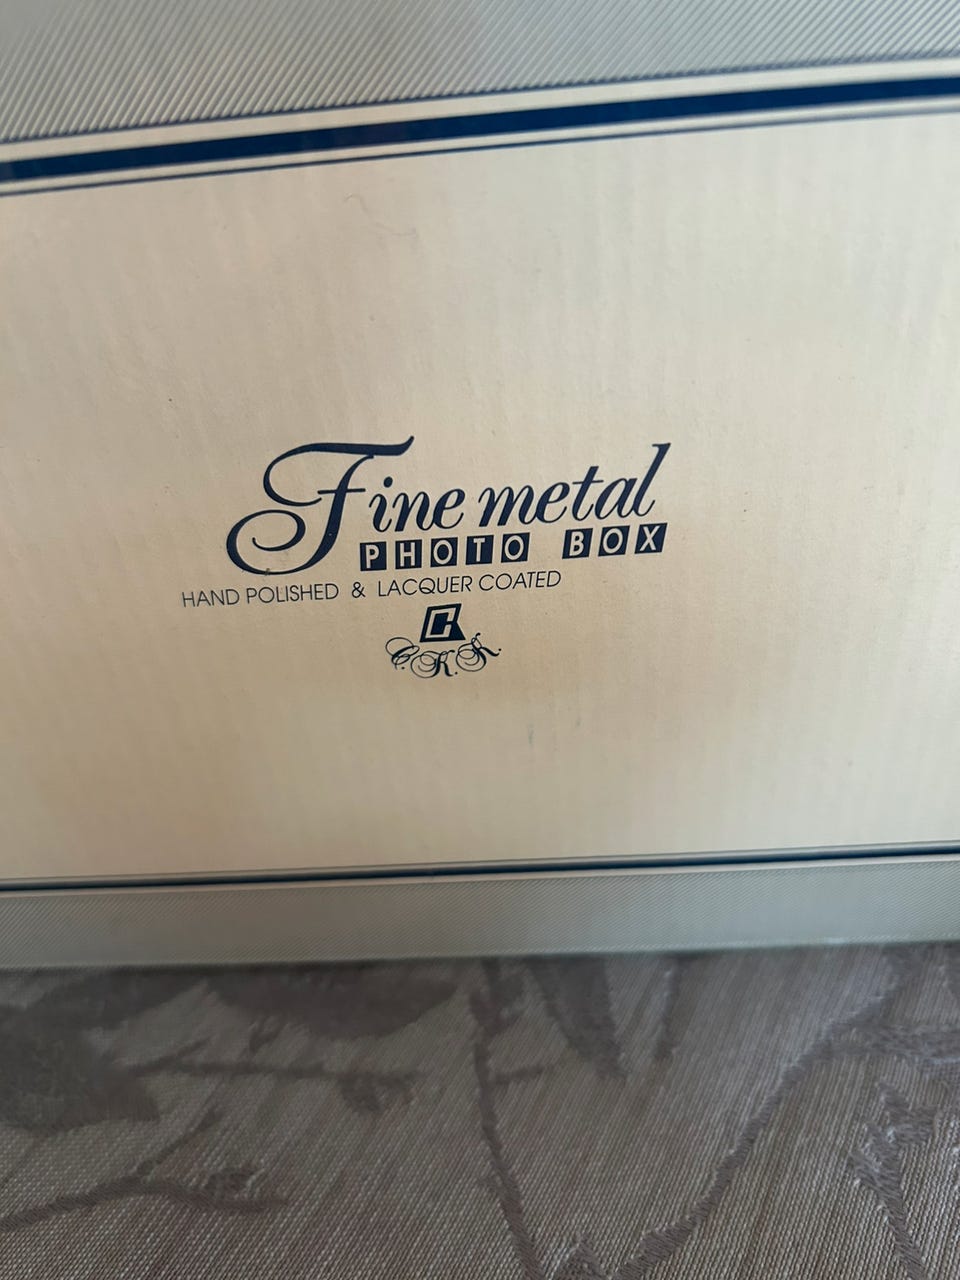 Fine metal
PHOTO BOX
HAND POLISHED & LACQUER COATED
C
C.K.K.